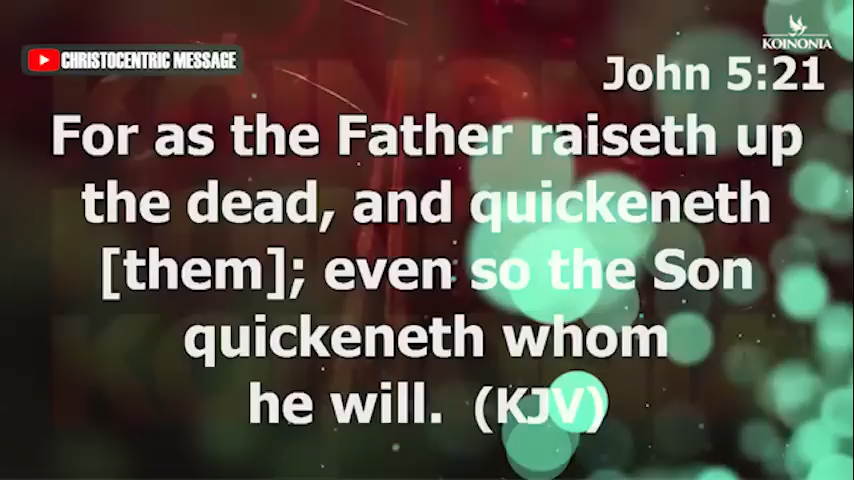 KOINONIA
CHRISTOCENTRIC MESSAGE
John 5:21
For as the Father raiseth up
the dead, and quickeneth
[them]; even so the Son
quickeneth whom
he will. (KJV)